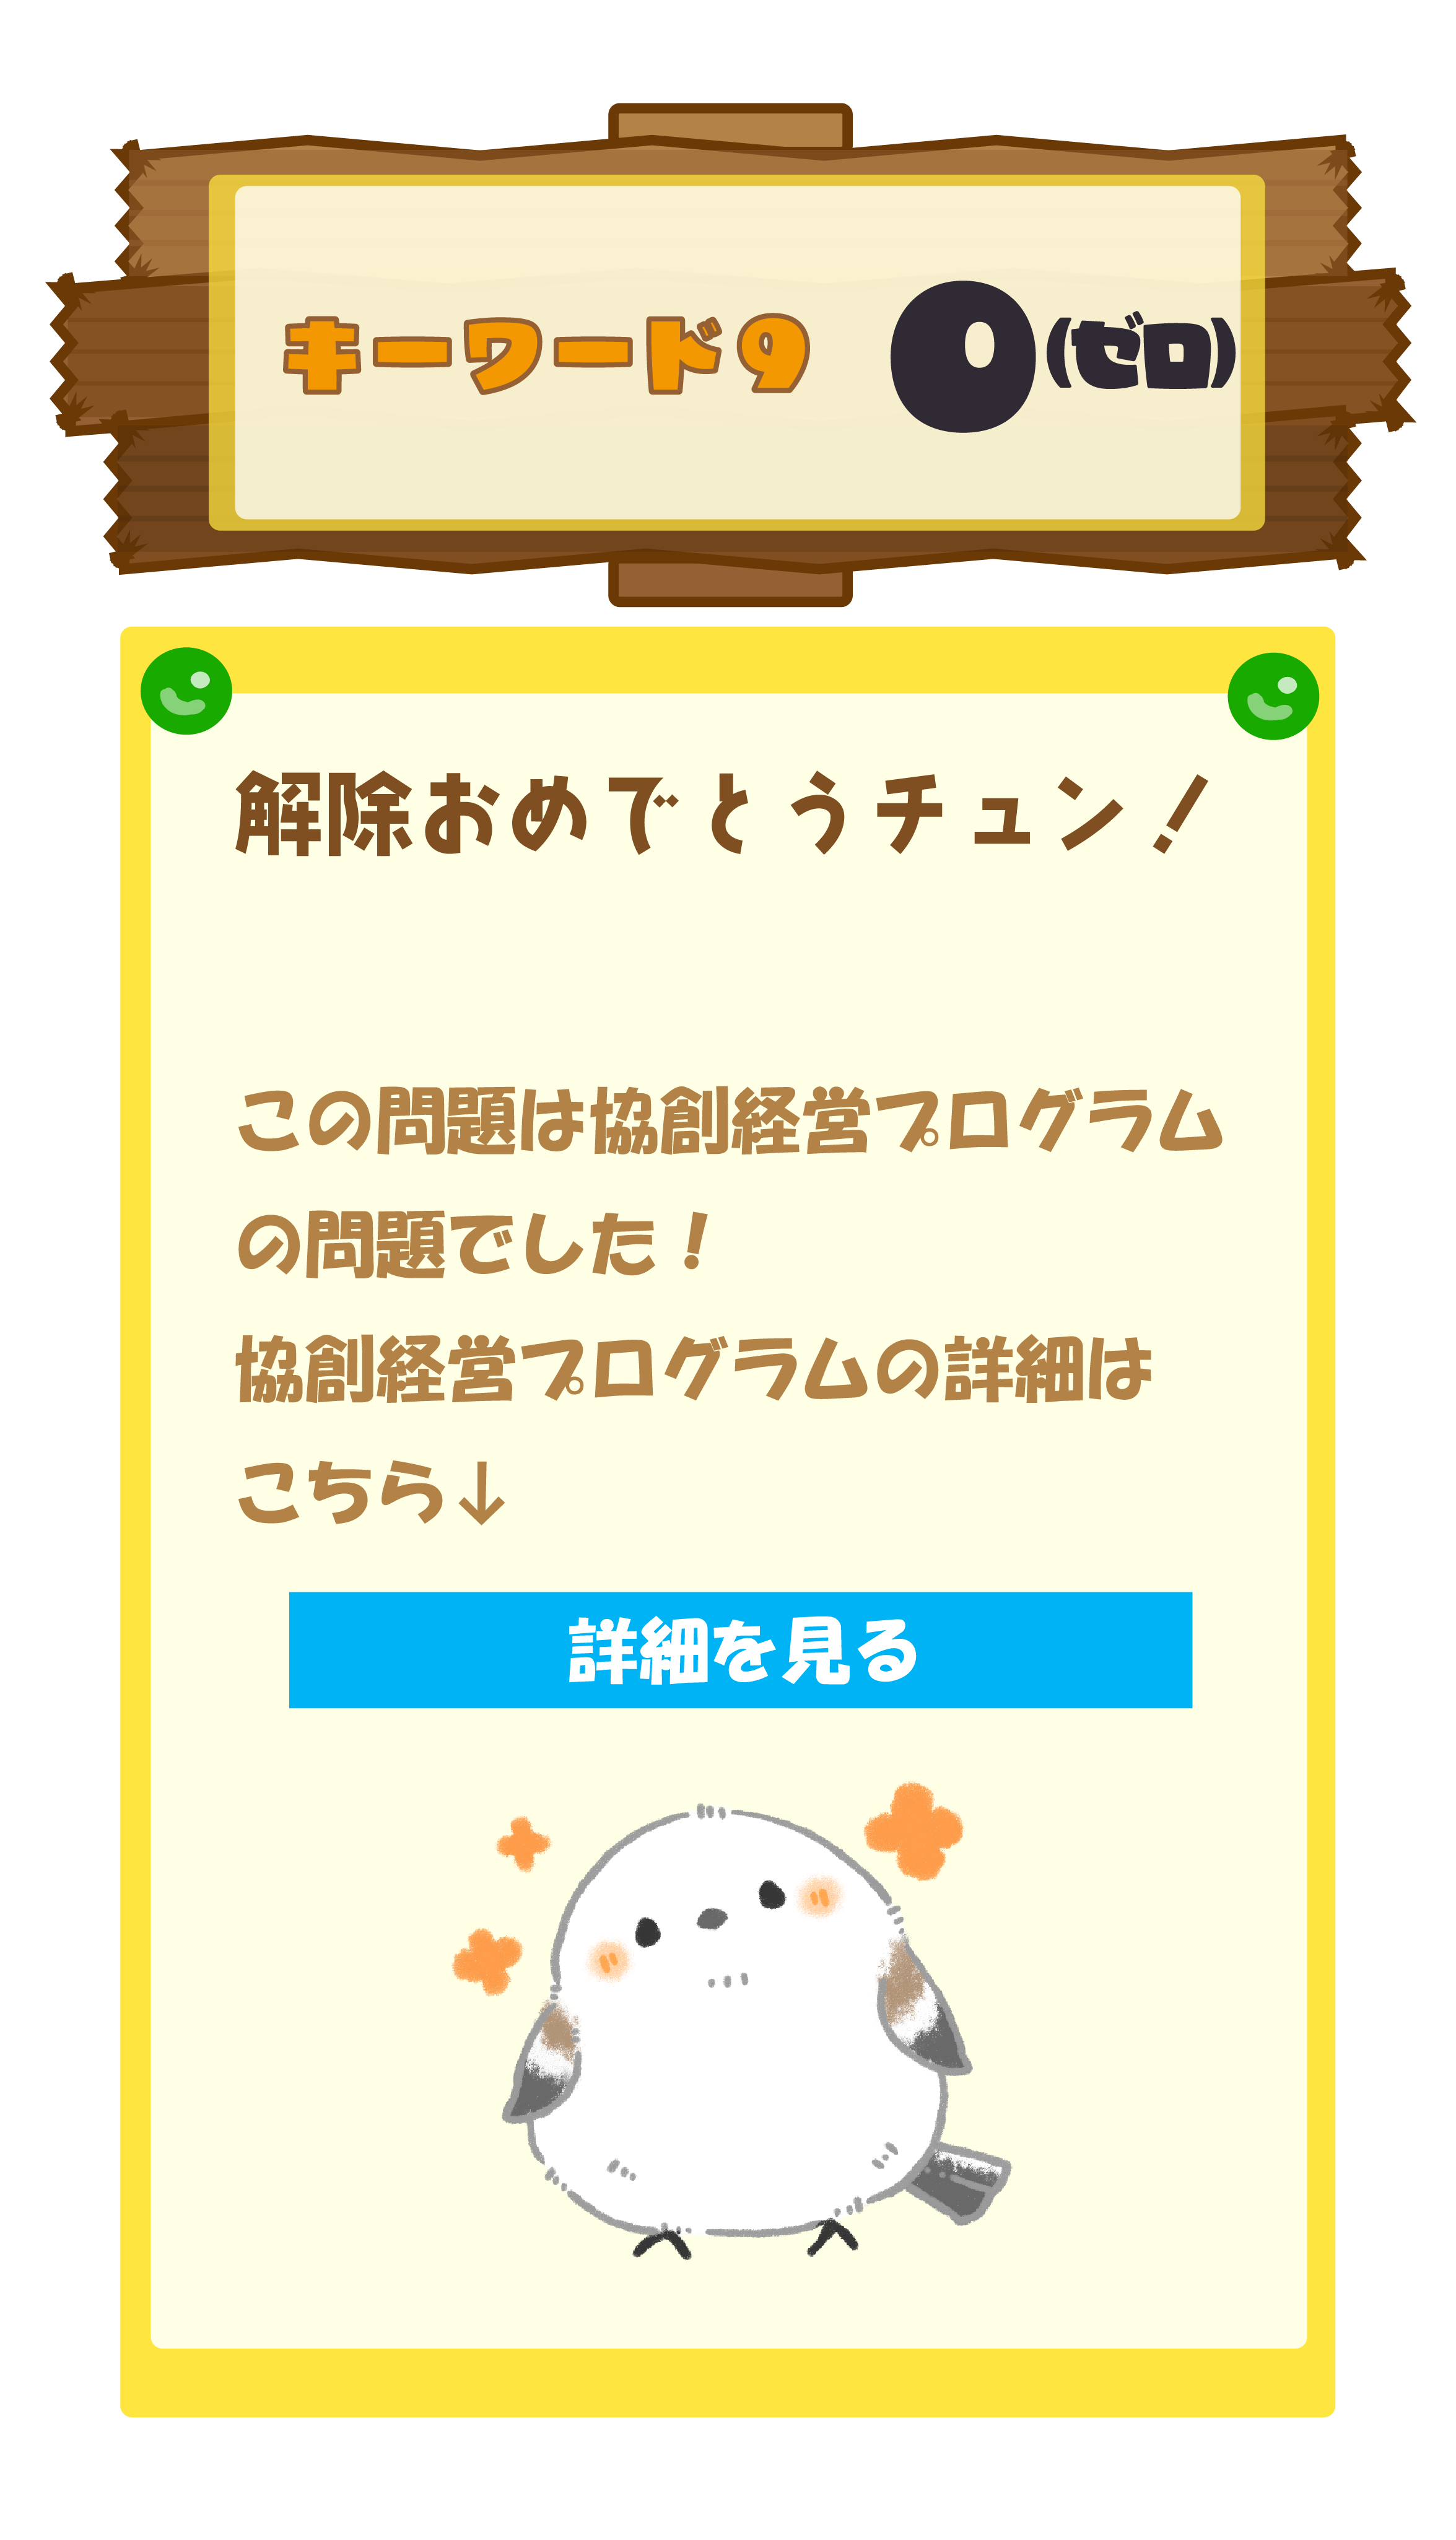 キーワード9 0(ゼロ)
解除おめでとうチュン！
この問題は協創経営プログラム
の問題でした！
協創経営プログラムの詳細は
こちら↓
詳細を見る